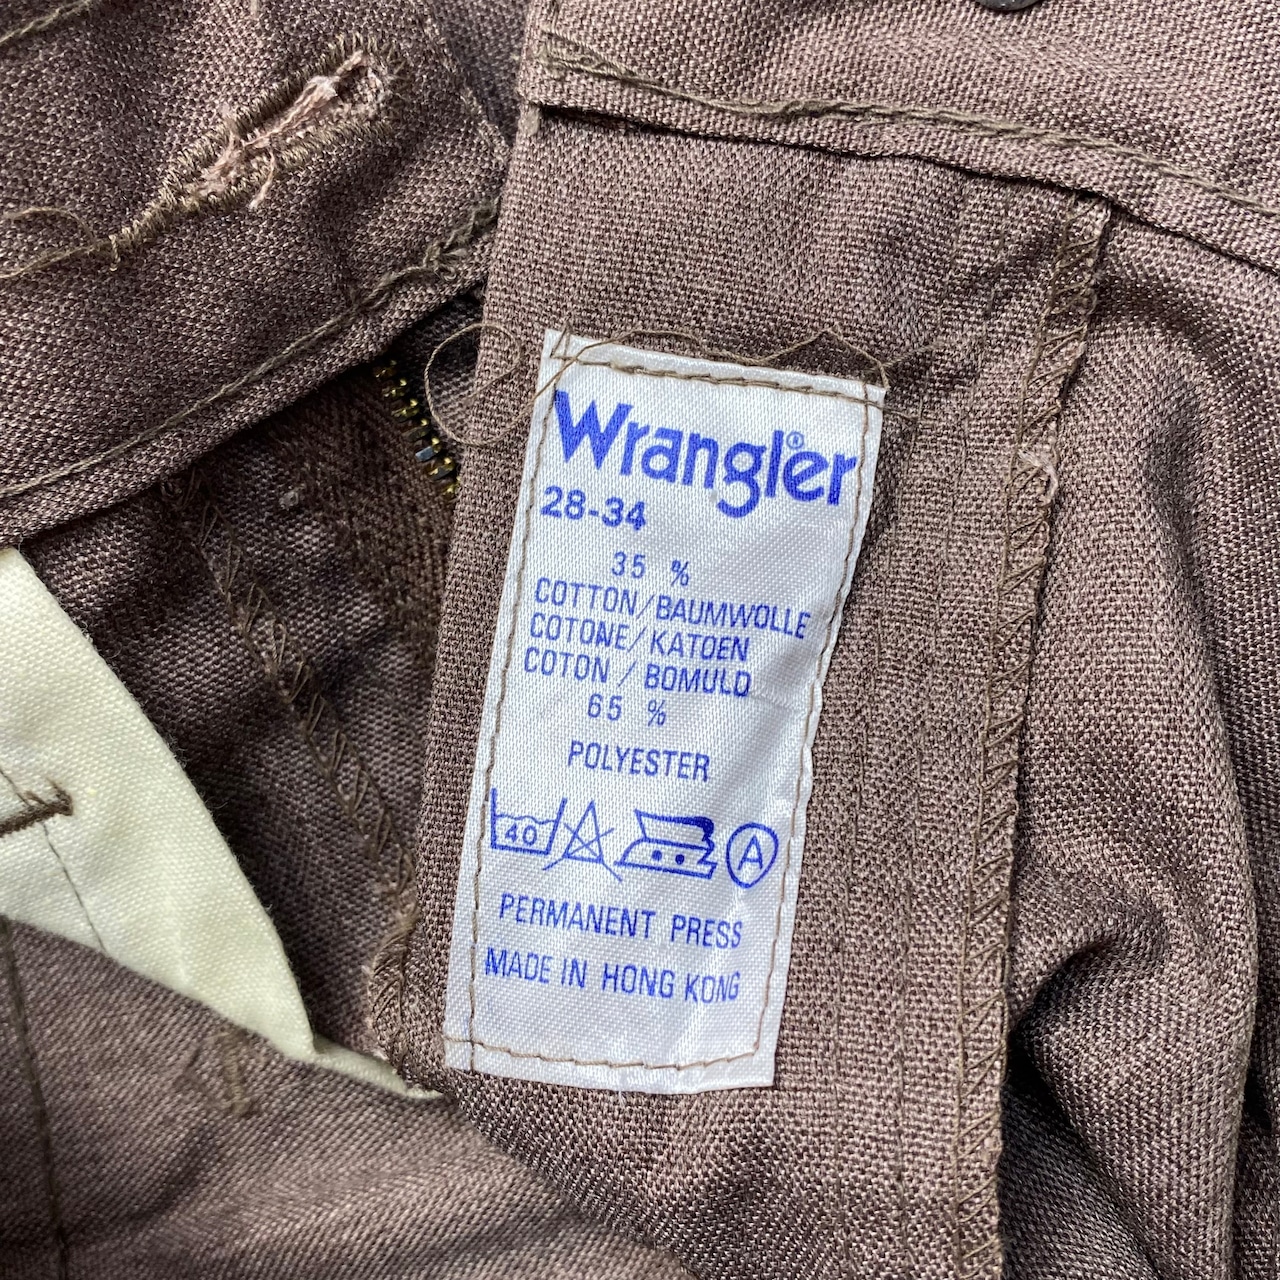 Wrangler®
28-34
35 %
COTTON/BAUMWOLLE
COTONE/KATOEN
COTON / BOMULD
65 %
POLYESTER
40 A
PERMANENT PRESS
MADE IN HONG KONG